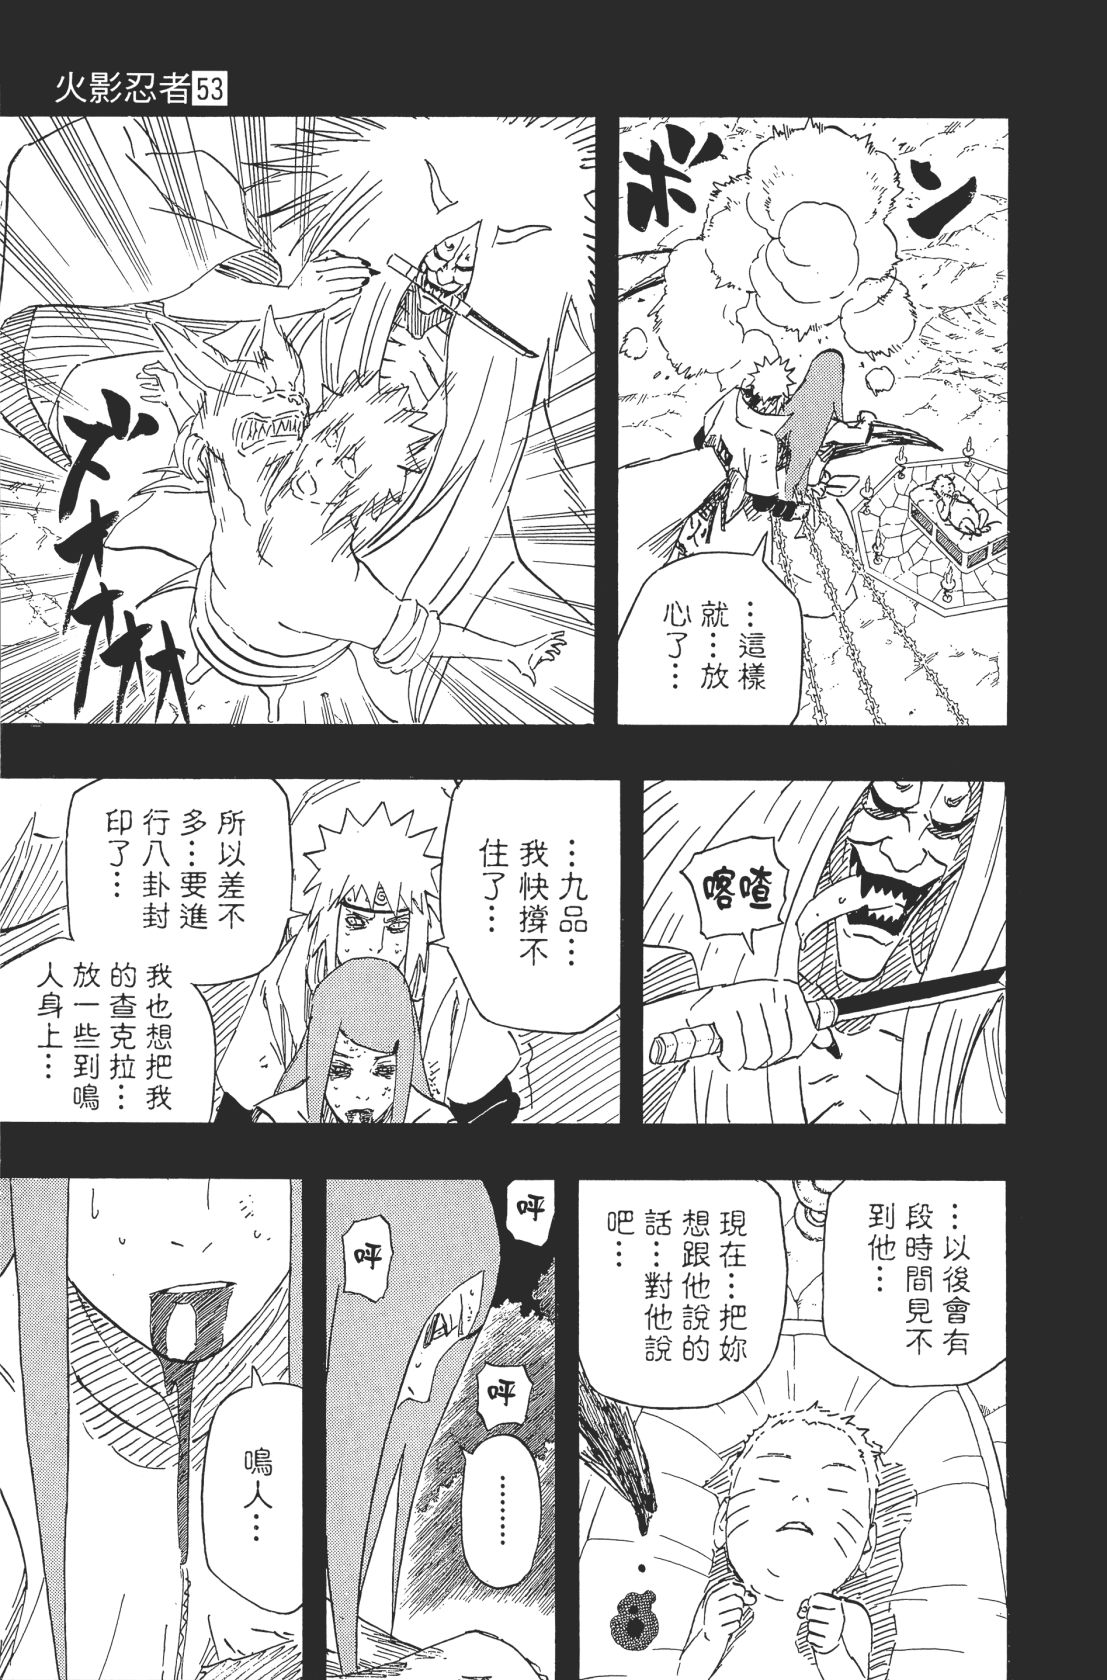 火影忍者53
ボン
…這樣
就…放
心了…
ズオオオオ
喀喳
…九品…
我快撐不
住了…
所以差不
多…要進
行八卦封
印了…
我也想把我
的查克拉…
放一些到鳴
人身上…
…以後會有
段時間見不
到他…
現在…把妳
想跟他說的
話…對他說
吧…
呼
呼
呼
………
鳴人…